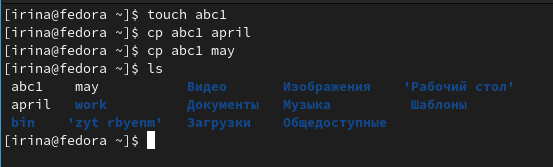 [irina@fedora ~]$ touch abc1
[irina@fedora ~]$ cp abc1 april
[irina@fedora ~]$ cp abc1 may
[irina@fedora ~]$ ls
abc1 may Видео Изображения 'Рабочий стол'
april work Документы Музыка Шаблоны
bin 'zyt rbyenm' Загрузки Общедоступные
[irina@fedora ~]$